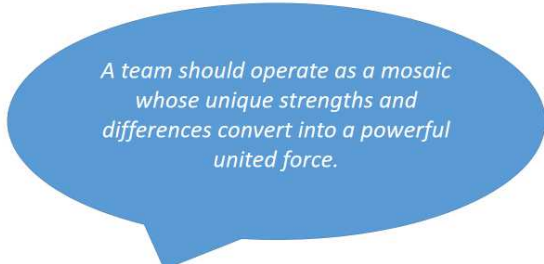 A team should operate as a mosaic
whose unique strengths and
differences convert into a powerful
united force.